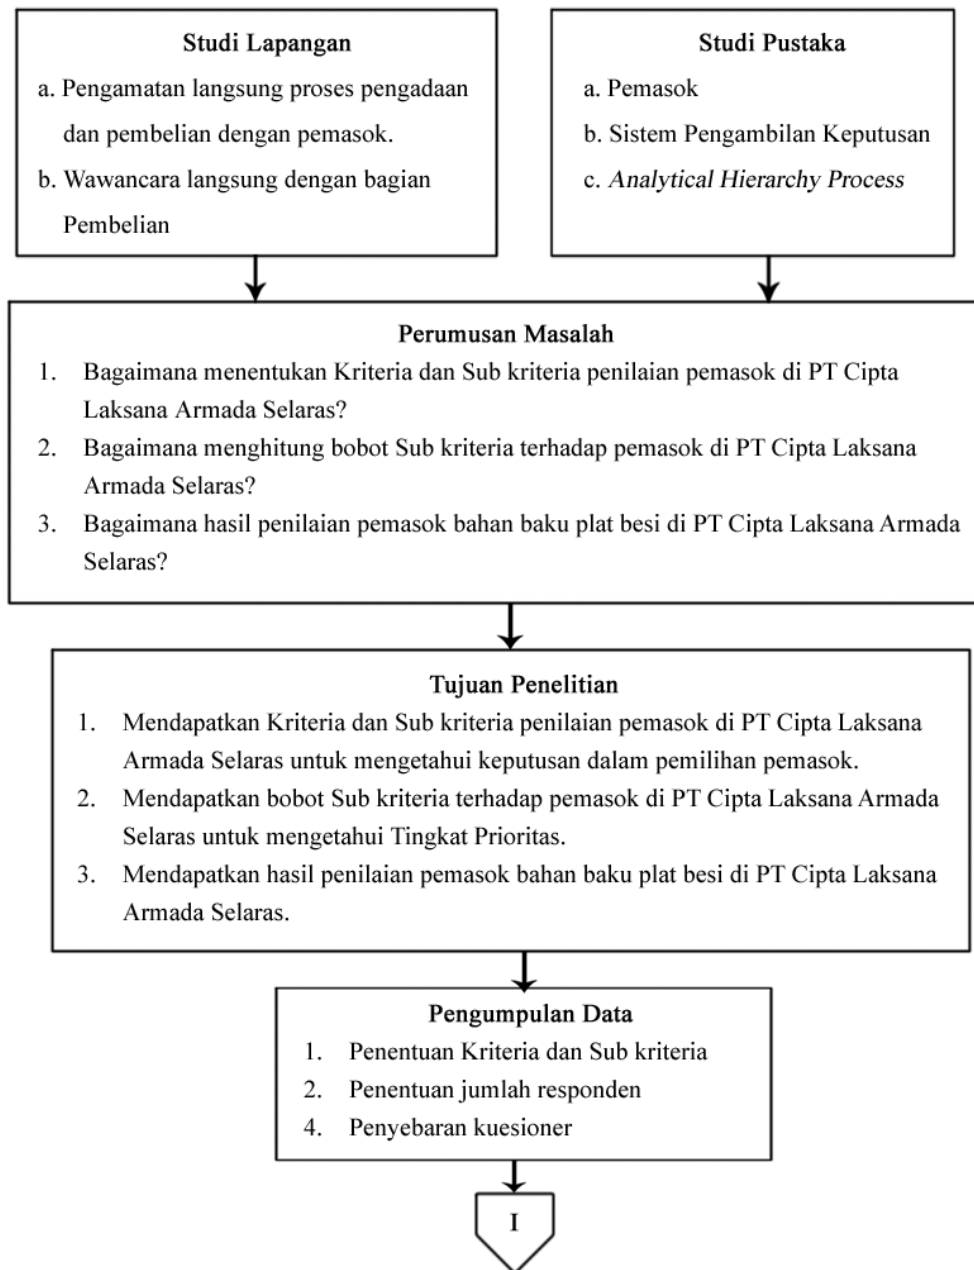 Studi Lapangan
a. Pengamatan langsung proses pengadaan
dan pembelian dengan pemasok.
b. Wawancara langsung dengan bagian
Pembelian
Studi Pustaka
a. Pemasok
b. Sistem Pengambilan Keputusan
c. Analytical Hierarchy Process
Perumusan Masalah
1. Bagaimana menentukan Kriteria dan Sub kriteria penilaian pemasok di PT Cipta
Laksana Armada Selaras?
2. Bagaimana menghitung bobot Sub kriteria terhadap pemasok di PT Cipta Laksana
Armada Selaras?
3. Bagaimana hasil penilaian pemasok bahan baku plat besi di PT Cipta Laksana Armada
Selaras?
Tujuan Penelitian
1. Mendapatkan Kriteria dan Sub kriteria penilaian pemasok di PT Cipta Laksana
Armada Selaras untuk mengetahui keputusan dalam pemilihan pemasok.
2. Mendapatkan bobot Sub kriteria terhadap pemasok di PT Cipta Laksana Armada
Selaras untuk mengetahui Tingkat Prioritas.
3. Mendapatkan hasil penilaian pemasok bahan baku plat besi di PT Cipta Laksana
Armada Selaras.
Pengumpulan Data
1. Penentuan Kriteria dan Sub kriteria
2. Penentuan jumlah responden
4. Penyebaran kuesioner
I